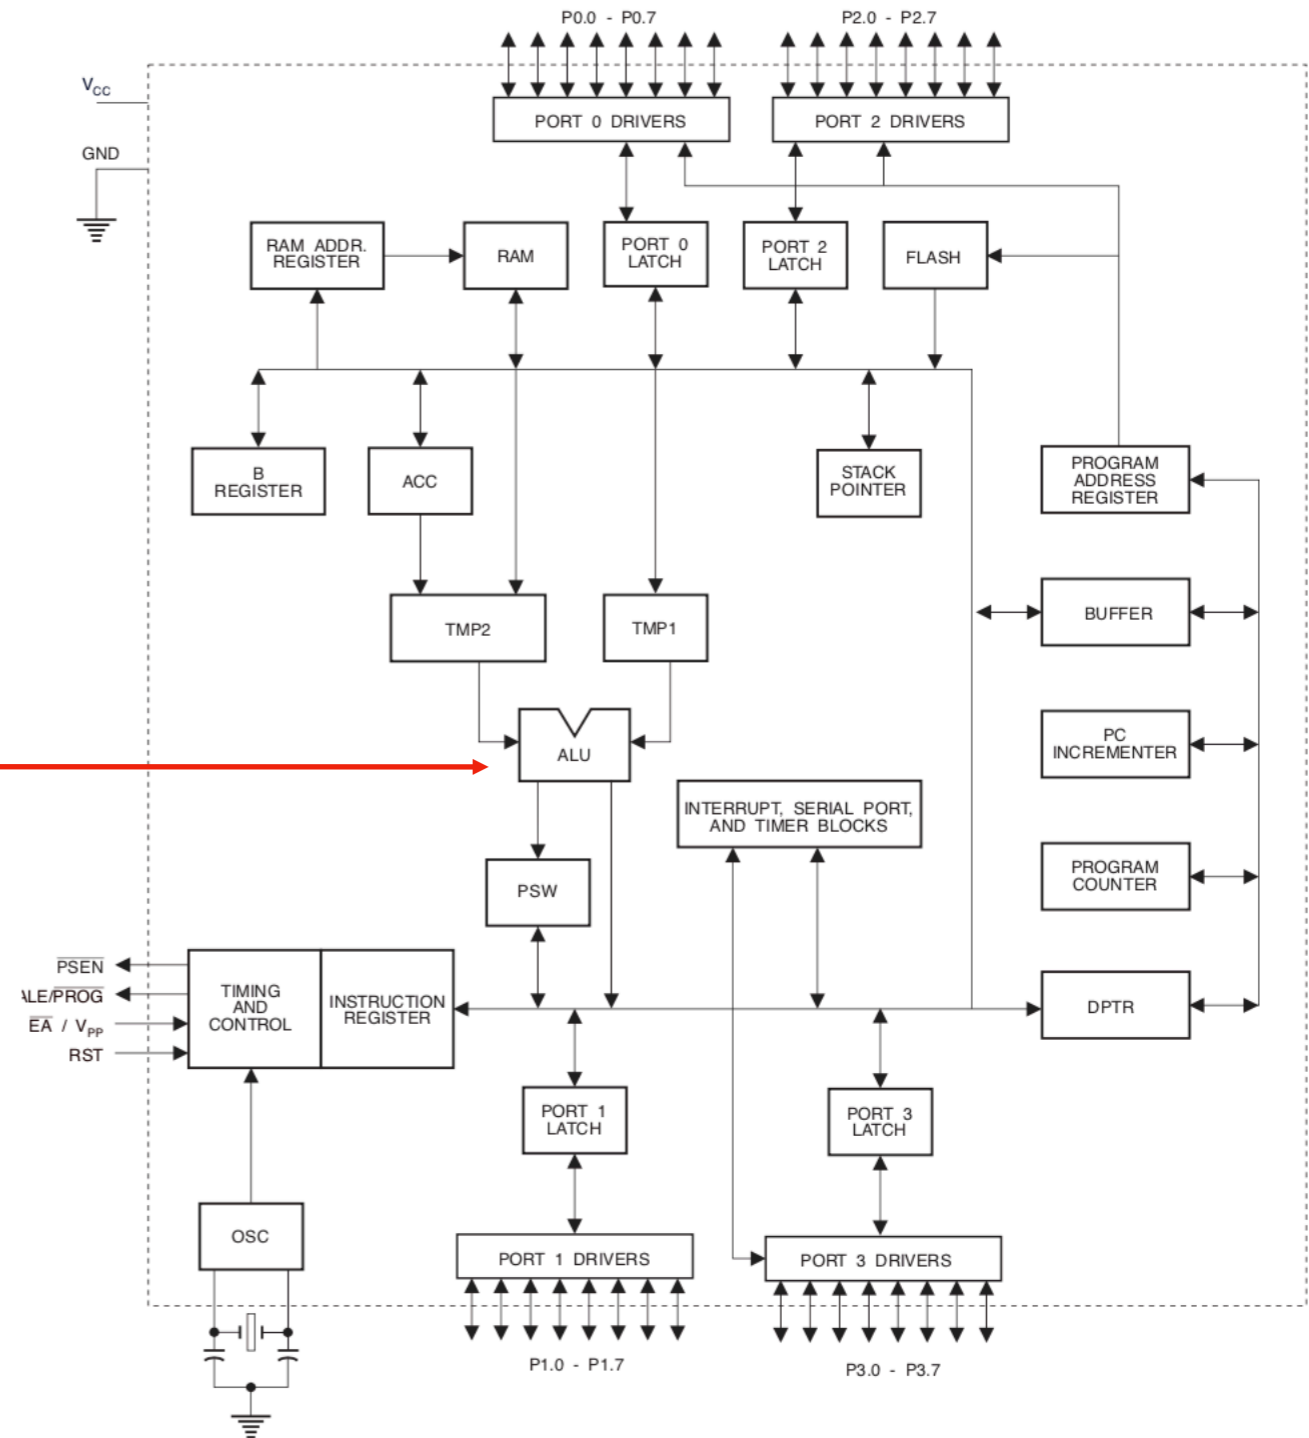 P0.0 - P0.7
P2.0 - P2.7
VCC
PORT 0 DRIVERS
PORT 2 DRIVERS
GND
RAM ADDR.
REGISTER
RAM
PORT 0
LATCH
PORT 2
LATCH
FLASH
B
REGISTER
ACC
STACK
POINTER
PROGRAM
ADDRESS
REGISTER
TMP2
TMP1
BUFFER
ALU
PC
INCREMENTER
INTERRUPT, SERIAL PORT,
AND TIMER BLOCKS
PSW
PROGRAM
COUNTER
PSEN
ALE/PROG
EA / VPP
RST
TIMING
AND
CONTROL
INSTRUCTION
REGISTER
DPTR
PORT 1
LATCH
PORT 3
LATCH
OSC
PORT 1 DRIVERS
PORT 3 DRIVERS
P1.0 - P1.7
P3.0 - P3.7